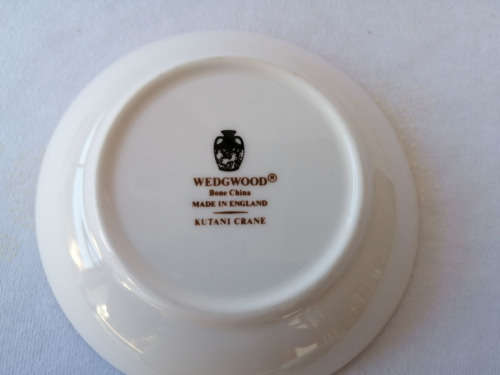 WEDGWOOD®
Bone China
MADE IN ENGLAND
KUTANI CRANE